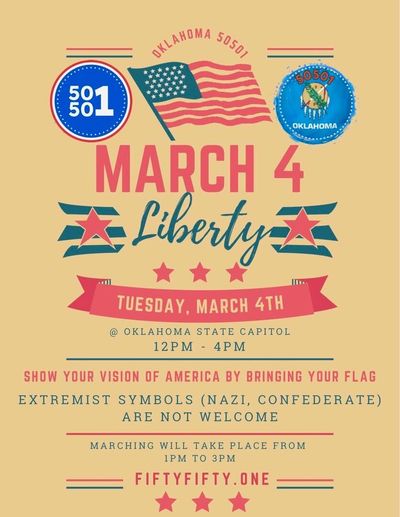 OKLAHOMA 50501
50
501
50501
OKLAHOMA
MARCH 4
Liberty
TUESDAY, MARCH 4TH
@ OKLAHOMA STATE CAPITOL
12PM - 4PM
SHOW YOUR VISION OF AMERICA BY BRINGING YOUR FLAG
EXTREMIST SYMBOLS (NAZI, CONFEDERATE)
ARE NOT WELCOME
MARCHING WILL TAKE PLACE FROM
1PM TO 3PM
FIFTYFIFTY.ONE